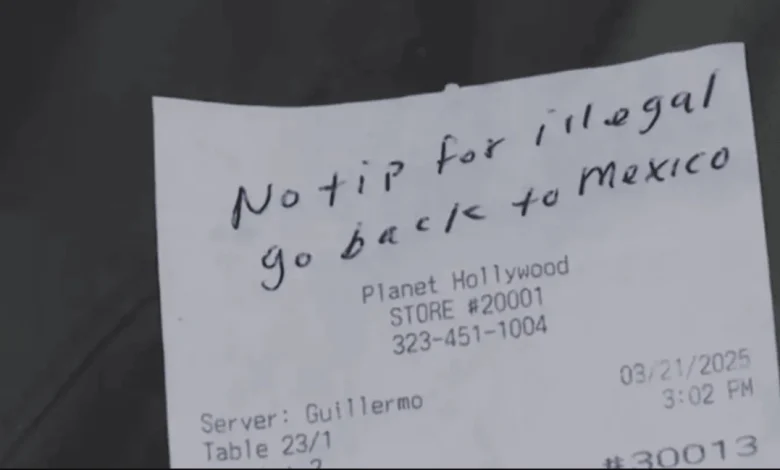 No tip for illegal
go back to Mexico
Planet Hollywood
STORE #20001
323-451-1004
03/21/2025
Server: Guillermo
3:02 PM
Table 23/1
#30013